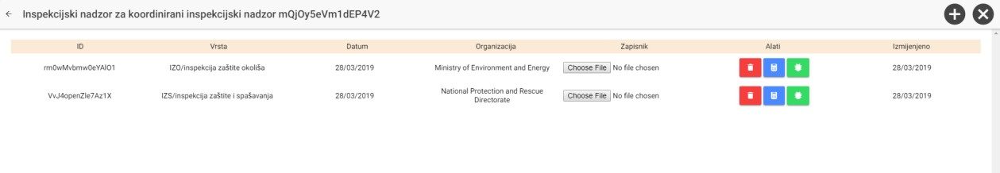 Inspekcijski nadzor za koordinirani inspekcijski nadzor mQjOy5eVm1dEP4V2
ID Vrsta Datum Organizacija Zapisnik Alati Izmijenjeno
rm0wMvbmw0eYAlO1 IZO/inspekcija zaštite okoliša 28/03/2019 Ministry of Environment and Energy Choose File No file chosen 28/03/2019
VvJ4openZle7Az1X IZS/inspekcija zaštite i spašavanja 28/03/2019 National Protection and Rescue Directorate Choose File No file chosen 28/03/2019